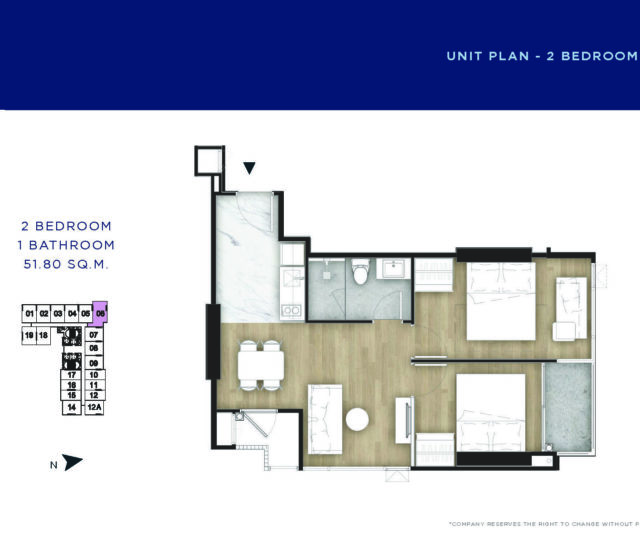 UNIT PLAN - 2 BEDROOM
2 BEDROOM
1 BATHROOM
51.80 SQ.M.
01 02 03 04 05 06
19 18 07
08
09
17 10
16 11
15 12
14 12A
N
*COMPANY RESERVES THE RIGHT TO CHANGE WITHOUT P